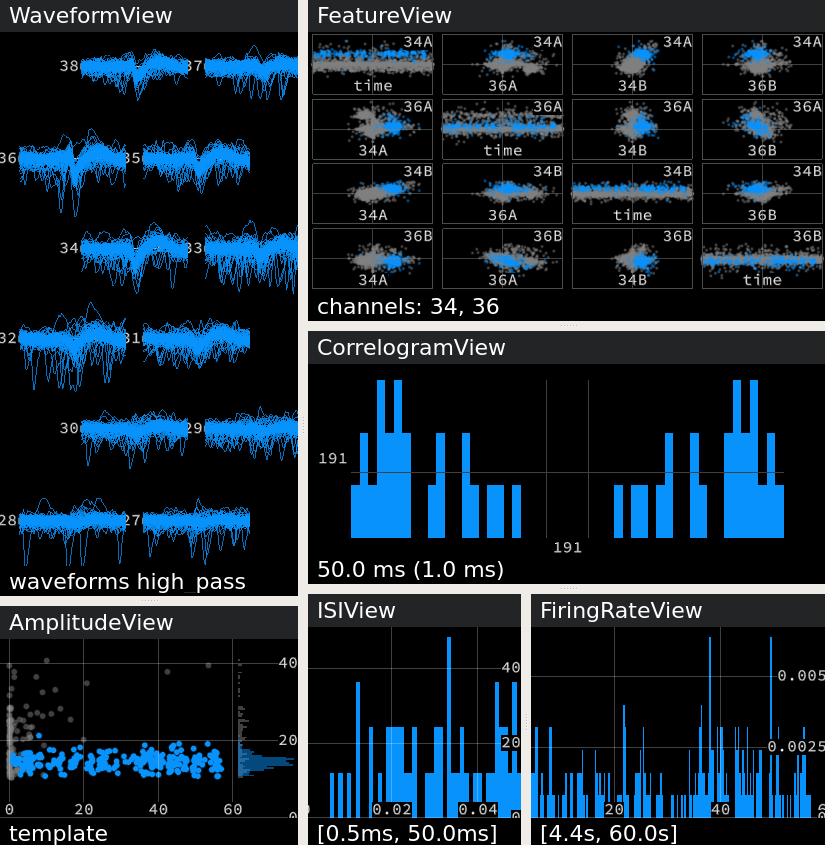 WaveformView
38
37
36
35
34
33
32
31
30
29
28
27
waveforms high_pass
AmplitudeView
40
20
0
0 20 40 60
template
FeatureView
34A 34A 34A 34A
time 36A 34B 36B
36A 36A 36A 36A
34A time 34B 36B
34B 34B 34B 34B
34A 36A time 36B
36B 36B 36B 36B
34A 36A 34B time
channels: 34, 36
CorrelogramView
191
191
50.0 ms (1.0 ms)
ISIView
40
20
0.02 0.04
[0.5ms, 50.0ms]
FiringRateView
0.005
0.0025
20 40
[4.4s, 60.0s]